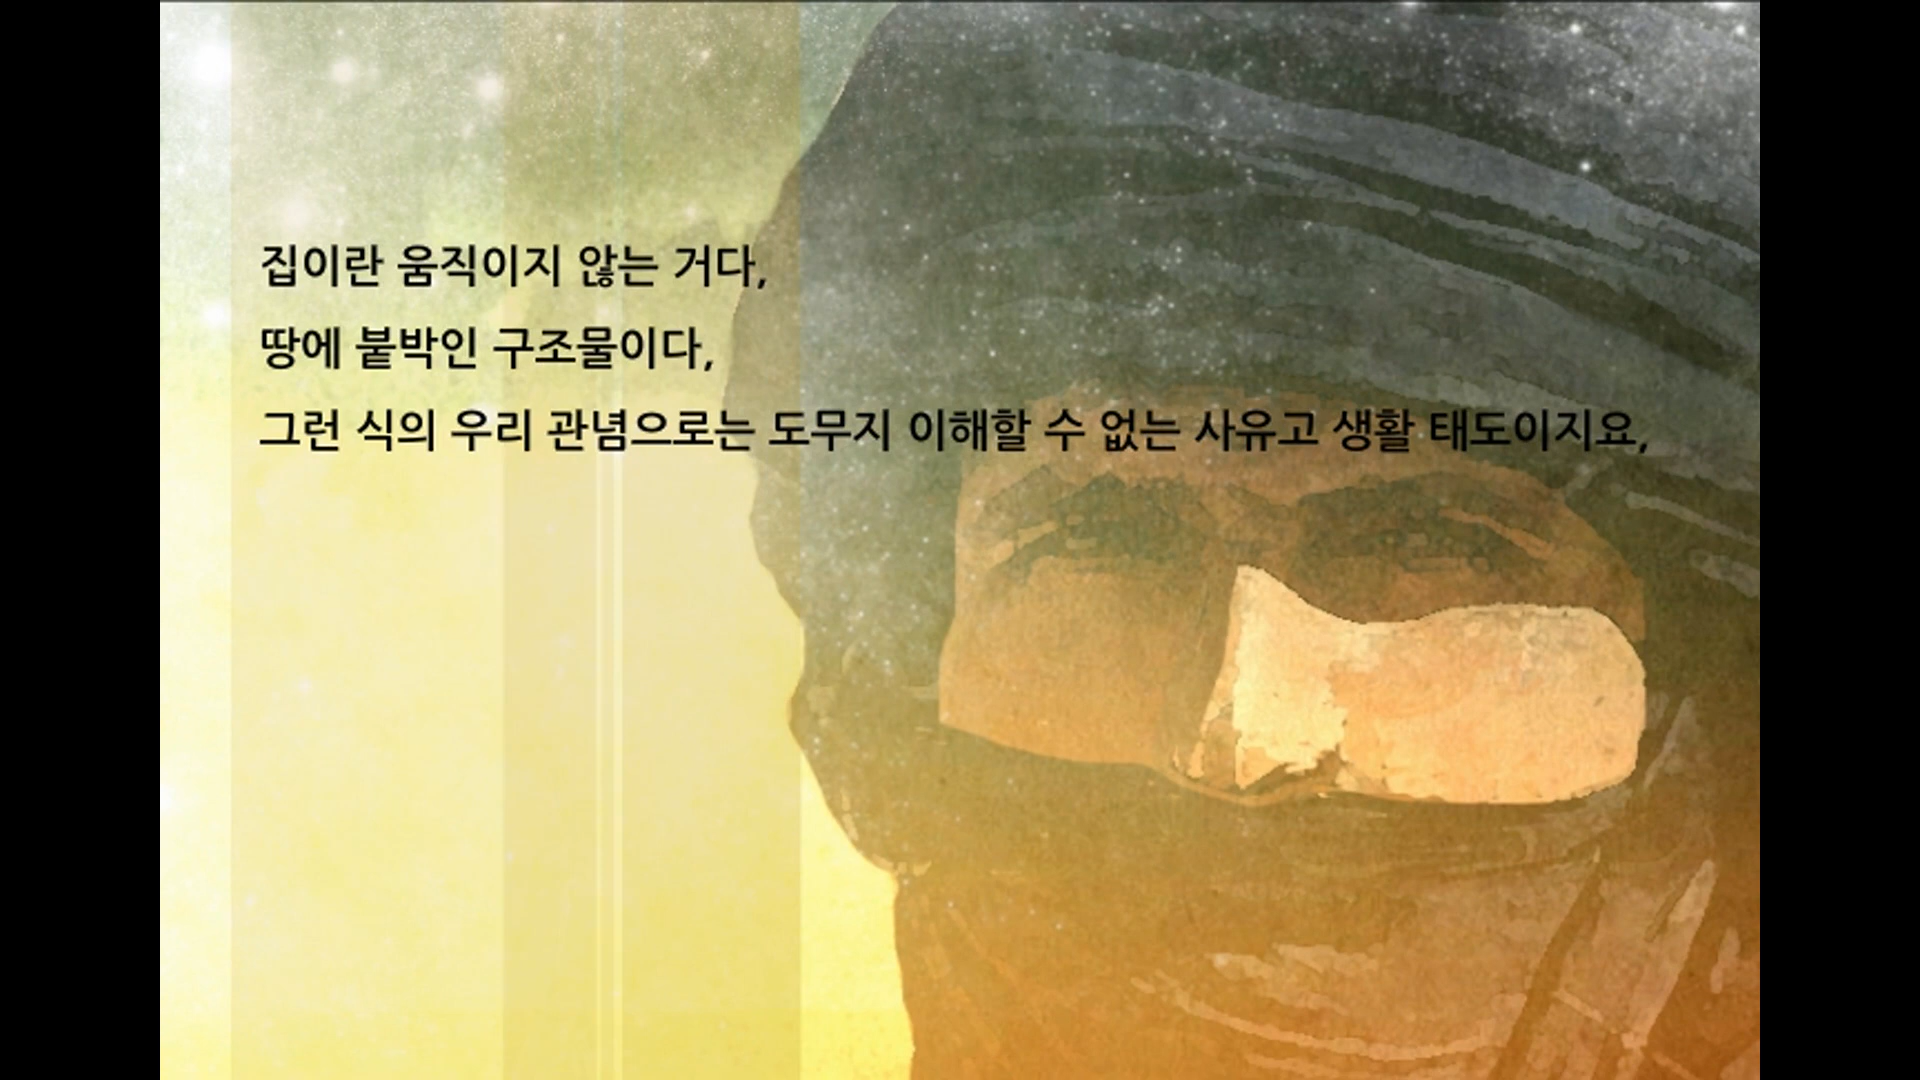 집이란 움직이지 않는 거다,
땅에 붙박인 구조물이다,
그런 식의 우리 관념으로는 도무지 이해할 수 없는 사유고 생활 태도이지요,